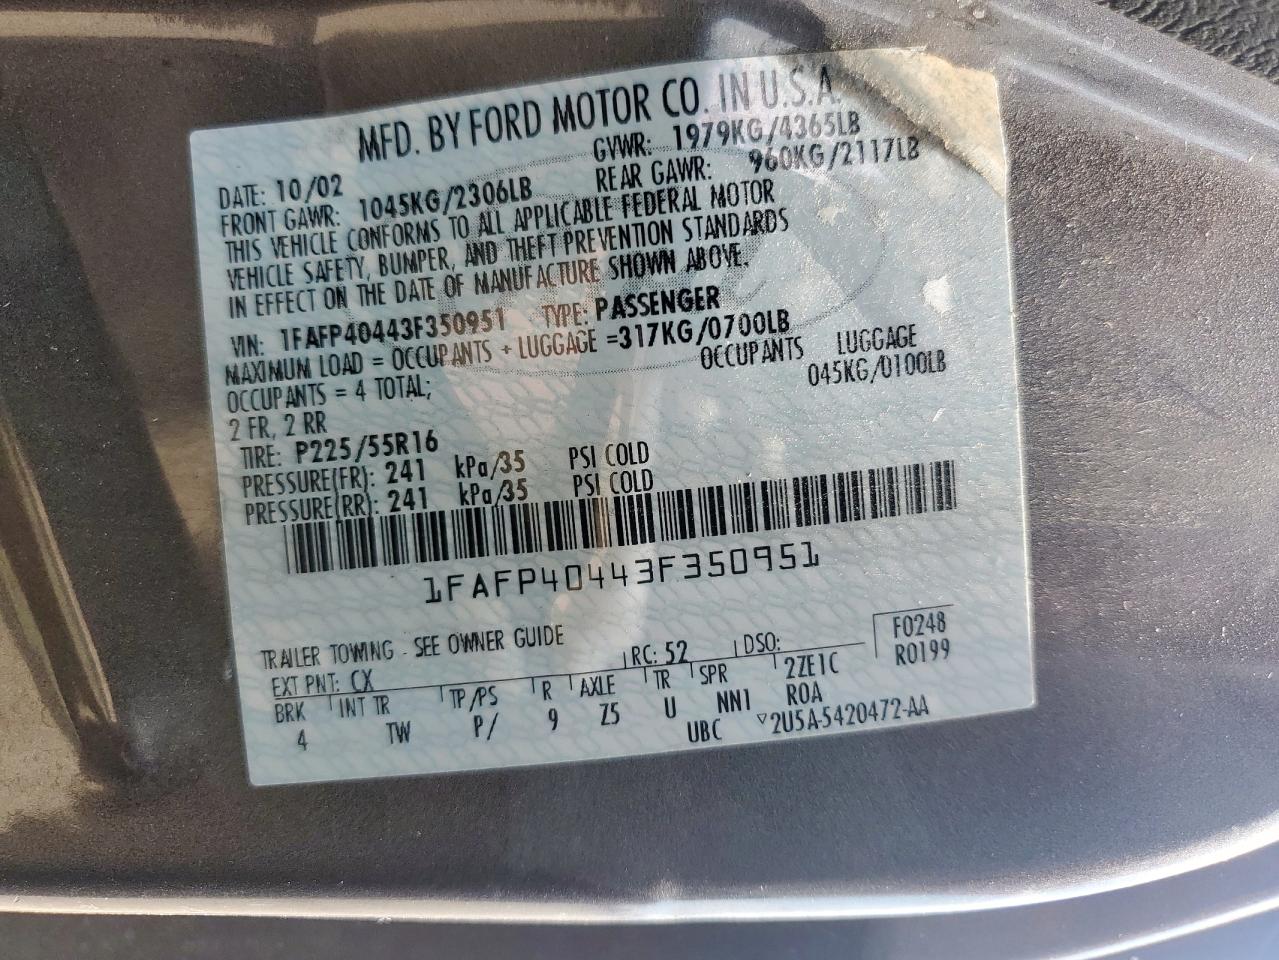 MFD. BY FORD MOTOR CO. IN U.S.A.
DATE: 10/02 GVWR: 1979KG/4365LB
FRONT GAWR: 1045KG/2306LB REAR GAWR: 960KG/2117LB
THIS VEHICLE CONFORMS TO ALL APPLICABLE FEDERAL MOTOR
VEHICLE SAFETY, BUMPER, AND THEFT PREVENTION STANDARDS
IN EFFECT ON THE DATE OF MANUFACTURE SHOWN ABOVE.
VIN: 1FAFP40443F350951 TYPE: PASSENGER
MAXIMUM LOAD = OCCUPANTS + LUGGAGE =317KG/0700LB
OCCUPANTS = 4 TOTAL; OCCUPANTS LUGGAGE
2 FR, 2 RR 045KG/0100LB
TIRE: P225/55R16
PRESSURE(FR): 241 kPa/35 PSI COLD
PRESSURE(RR): 241 kPa/35 PSI COLD
1FAFP40443F350951
TRAILER TOWING - SEE OWNER GUIDE
EXT PNT: CX RC: 52 DSO: F0248
R0199
BRK INT TR TP/PS R AXLE TR SPR 2ZE1C
4 TW P/ 9 Z5 U NN1 R0A
UBC ▽2U5A-5420472-AA